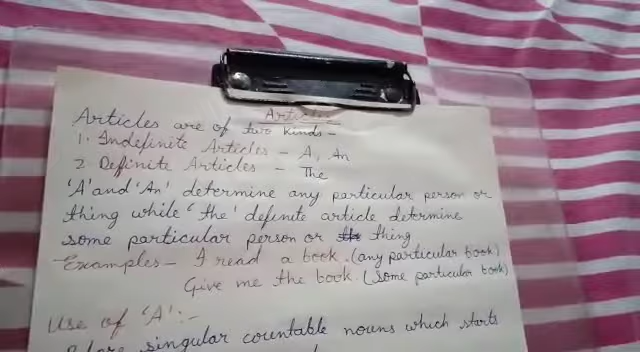 Articles
Articles are of two kinds -
1. Indefinite Articles - A, An
2. Definite Articles - The
'A' and 'An' determine any particular person or
thing while 'the' definite article determine
some particular person or thing
Examples - I read a book. (any particular book)
Give me the book. (some particular book)
Use of 'A' :-
Before singular countable nouns which starts